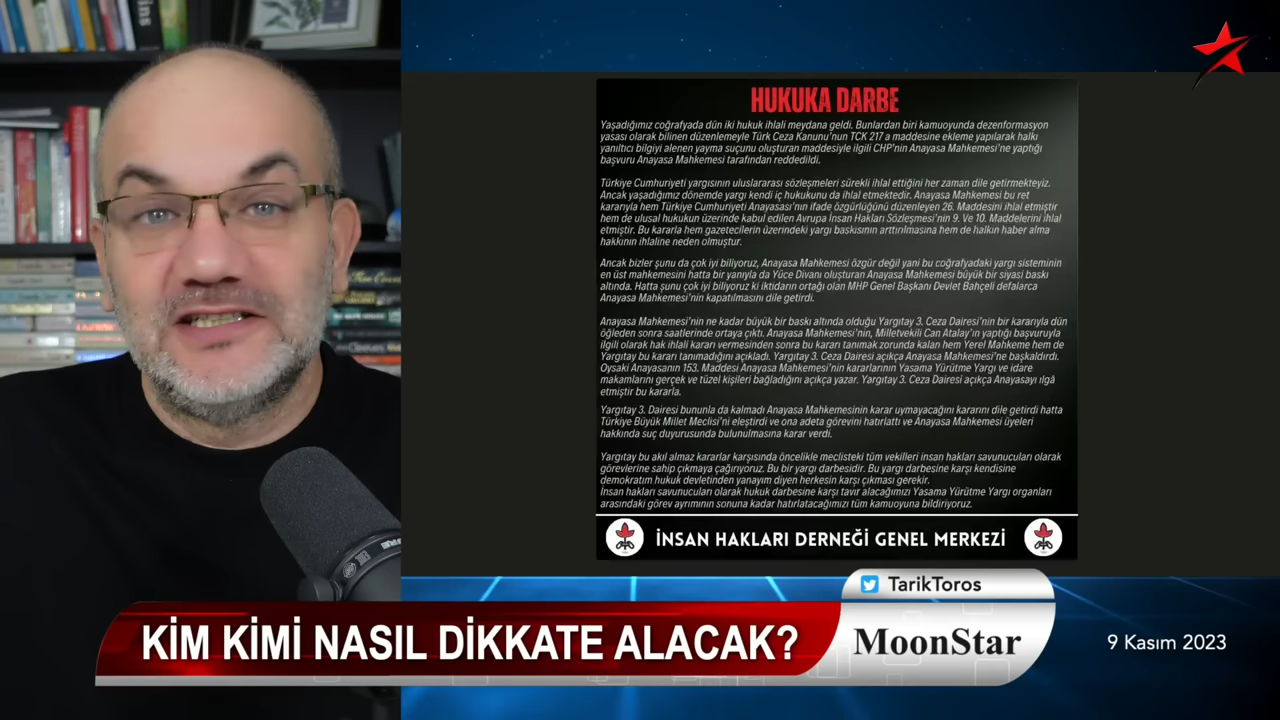 HUKUKA DARBE
Yaşadığımız coğrafyada dün iki hukuk ihlali meydana geldi. Bunlardan biri kamuoyunda dezenformasyon
yasası olarak bilinen düzenlemeyle Türk Ceza Kanunu'nun TCK 217 a maddesine ekleme yapılarak halkı
yanıltıcı bilgiyi alenen yayma suçunu oluşturan maddesiyle ilgili CHP'nin Anayasa Mahkemesi'ne yaptığı
başvuru Anayasa Mahkemesi tarafından reddedildi.
Türkiye Cumhuriyeti yargısının uluslararası sözleşmeleri sürekli ihlal ettiğini her zaman dile getirmekteyiz.
Ancak yaşadığımız dönemde yargı kendi iç hukukunu da ihlal etmektedir. Anayasa Mahkemesi bu ret
kararıyla hem Türkiye Cumhuriyeti Anayasası'nın ifade özgürlüğünü düzenleyen 26. Maddesini ihlal etmiştir
hem de ulusal hukukun üzerinde kabul edilen Avrupa İnsan Hakları Sözleşmesi'nin 9. Ve 10. Maddelerini ihlal
etmiştir. Bu kararla hem gazetecilerin üzerindeki yargı baskısının arttırılmasına hem de halkın haber alma
hakkının ihlaline neden olmuştur.
Ancak bizler şunu da çok iyi biliyoruz, Anayasa Mahkemesi özgür değil yani bu coğrafyadaki yargı sisteminin
en üst mahkemesini hatta bir yanıyla da Yüce Divanı oluşturan Anayasa Mahkemesi büyük bir siyasi baskı
altında. Hatta şunu çok iyi biliyoruz ki iktidarın ortağı olan MHP Genel Başkanı Devlet Bahçeli defalarca
Anayasa Mahkemesi'nin kapatılmasını dile getirdi.
Anayasa Mahkemesi'nin ne kadar büyük bir baskı altında olduğu Yargıtay 3. Ceza Dairesi'nin bir kararıyla dün
öğleden sonra saatlerinde ortaya çıktı. Anayasa Mahkemesi'nin, Milletvekili Can Atalay'ın yaptığı başvuruyla
ilgili olarak hak ihlali kararı vermesinden sonra bu kararı tanımak zorunda kalan hem Yerel Mahkeme hem de
Yargıtay bu kararı tanımadığını açıkladı. Yargıtay 3. Ceza Dairesi açıkça Anayasa Mahkemesi'ne başkaldırdı.
Oysaki Anayasanın 153. Maddesi Anayasa Mahkemesi'nin kararlarının Yasama Yürütme Yargı ve idare
makamlarını gerçek ve tüzel kişileri bağladığını açıkça yazar. Yargıtay 3. Ceza Dairesi açıkça Anayasayı ilgâ
etmiştir bu kararla.
Yargıtay 3. Dairesi bununla da kalmadı Anayasa Mahkemesinin karar uymayacağını kararını dile getirdi hatta
Türkiye Büyük Millet Meclisi'ni eleştirdi ve ona adeta görevini hatırlattı ve Anayasa Mahkemesi üyeleri
hakkında suç duyurusunda bulunulmasına karar verdi.
Yargıtay bu akıl almaz kararlar karşısında öncelikle meclisteki tüm vekilleri insan hakları savunucuları olarak
görevlerine sahip çıkmaya çağırıyoruz. Bu bir yargı darbesidir. Bu yargı darbesine karşı kendisine
demokratım hukuk devletinden yanayım diyen herkesin karşı çıkması gerekir.
İnsan hakları savunucuları olarak hukuk darbesine karşı tavır alacağımızı Yasama Yürütme Yargı organları
arasındaki görev ayrımının sonuna kadar hatırlatacağımızı tüm kamuoyuna bildiriyoruz.
İNSAN HAKLARI DERNEĞİ GENEL MERKEZİ
TarikToros
KİM KİMİ NASIL DİKKATE ALACAK?
MoonStar
9 Kasım 2023